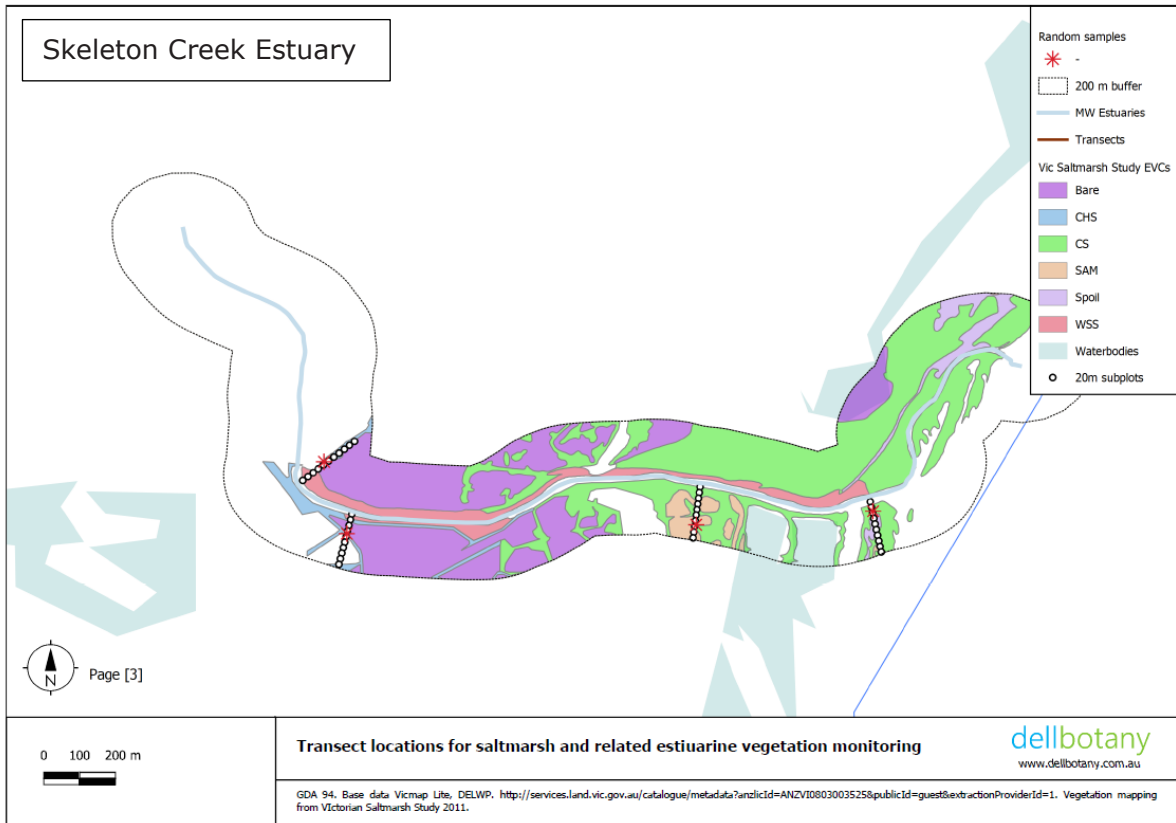 Skeleton Creek Estuary
Random samples
-
200 m buffer
MW Estuaries
Transects
Vic Saltmarsh Study EVCs
Bare
CHS
CS
SAM
Spoil
WSS
Waterbodies
20m subplots
N
Page [3]
0 100 200 m
Transect locations for saltmarsh and related estiuarine vegetation monitoring
dellbotany
www.dellbotany.com.au
GDA 94. Base data Vicmap Lite, DELWP. http://services.land.vic.gov.au/catalogue/metadata?anzlicId=ANZVI0803003525&publicId=guest&extractionProviderId=1. Vegetation mapping
from VIctorian Saltmarsh Study 2011.